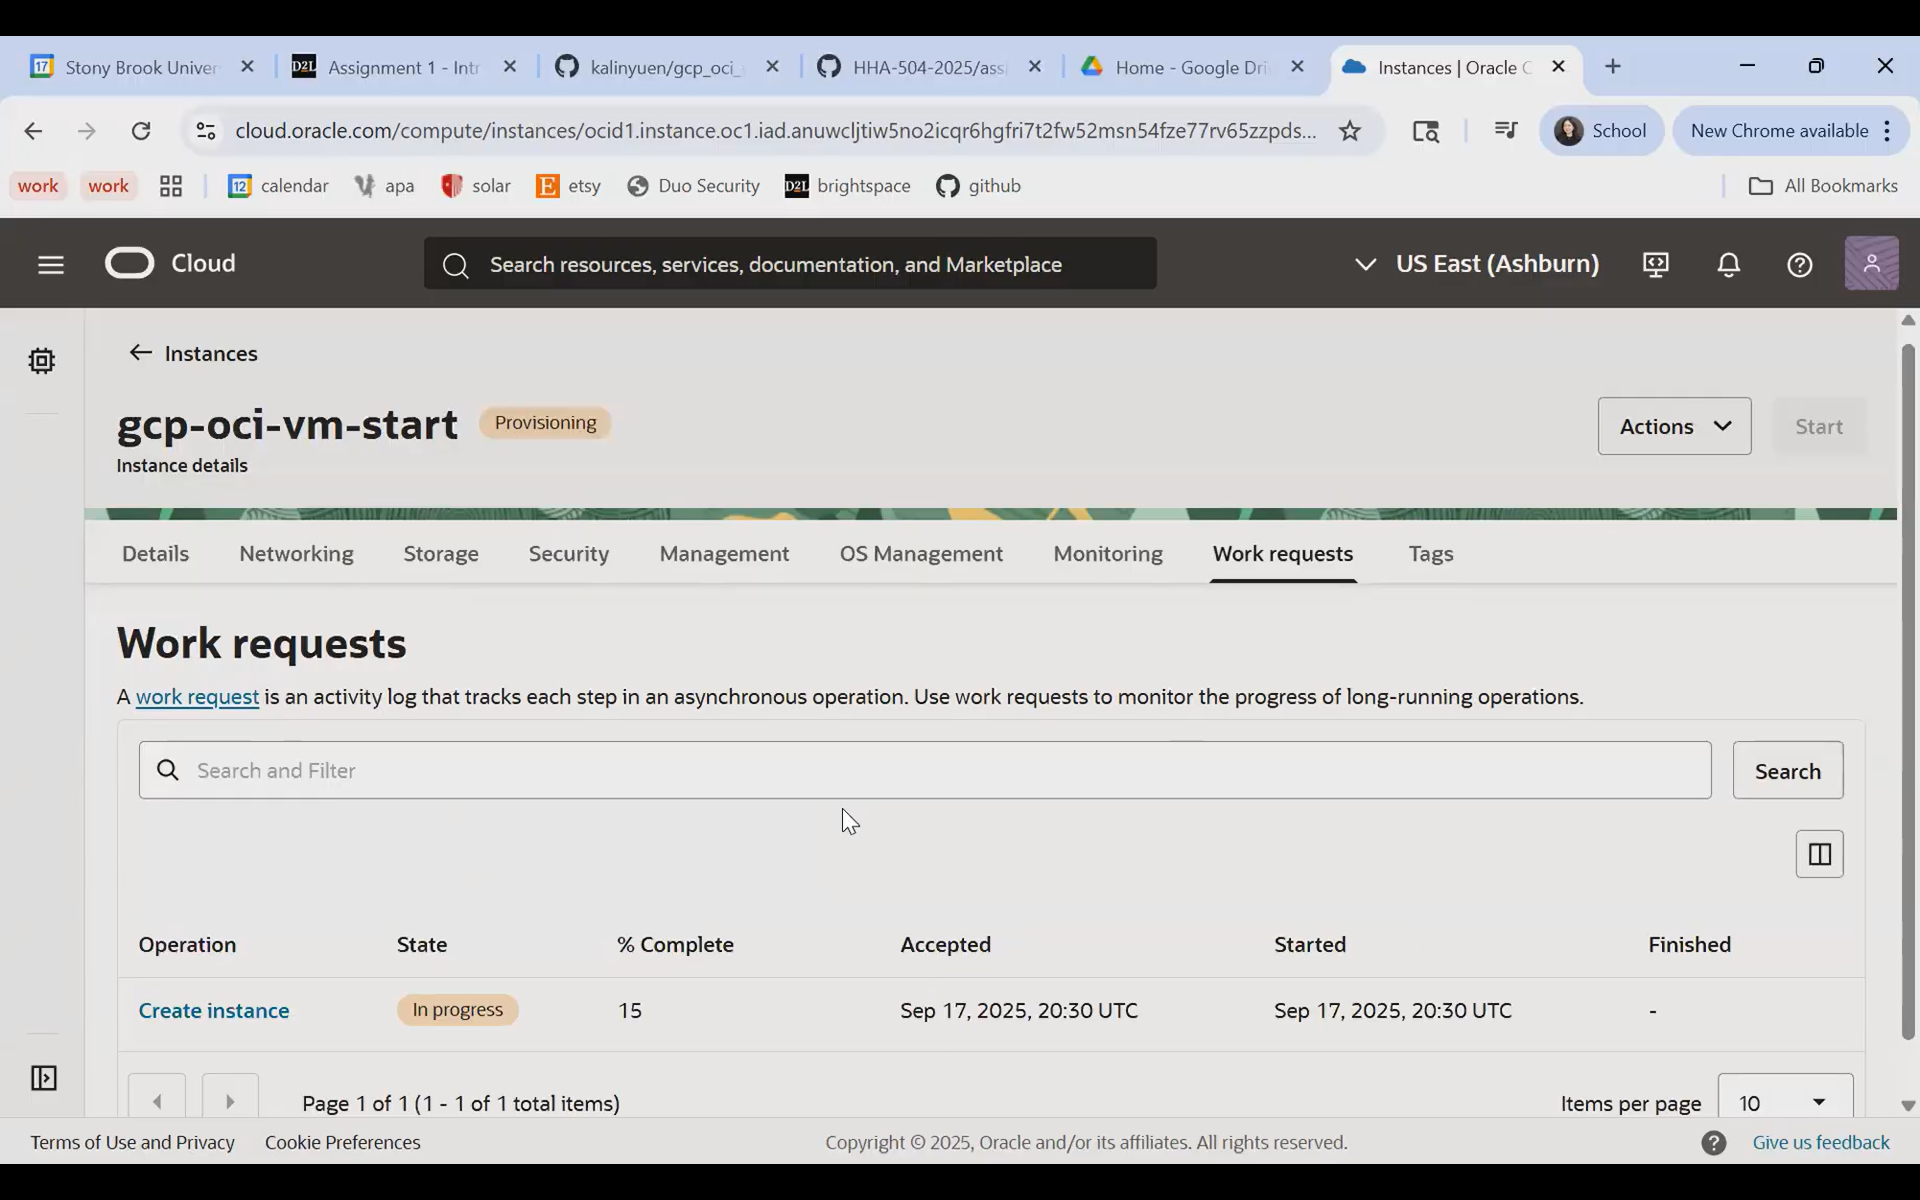 Stony Brook Univer
Assignment 1 - Intr
kalinyuen/gcp_oci_
HHA-504-2025/ass
Home - Google Dri
Instances | Oracle C
cloud.oracle.com/compute/instances/ocid1.instance.oc1.iad.anuwcljtiw5no2icqr6hgfri7t2fw52msn54fze77rv65zzpds...
School
New Chrome available
work
work
calendar
apa
solar
etsy
Duo Security
brightspace
github
All Bookmarks
Cloud
Search resources, services, documentation, and Marketplace
US East (Ashburn)
Instances
gcp-oci-vm-start
Provisioning
Actions
Start
Instance details
Details
Networking
Storage
Security
Management
OS Management
Monitoring
Work requests
Tags
Work requests
A work request is an activity log that tracks each step in an asynchronous operation. Use work requests to monitor the progress of long-running operations.
Search and Filter
Search
Operation State % Complete Accepted Started Finished
Create instance In progress 15 Sep 17, 2025, 20:30 UTC Sep 17, 2025, 20:30 UTC -
Page 1 of 1 (1 - 1 of 1 total items)
Items per page 10
Terms of Use and Privacy
Cookie Preferences
Copyright © 2025, Oracle and/or its affiliates. All rights reserved.
Give us feedback